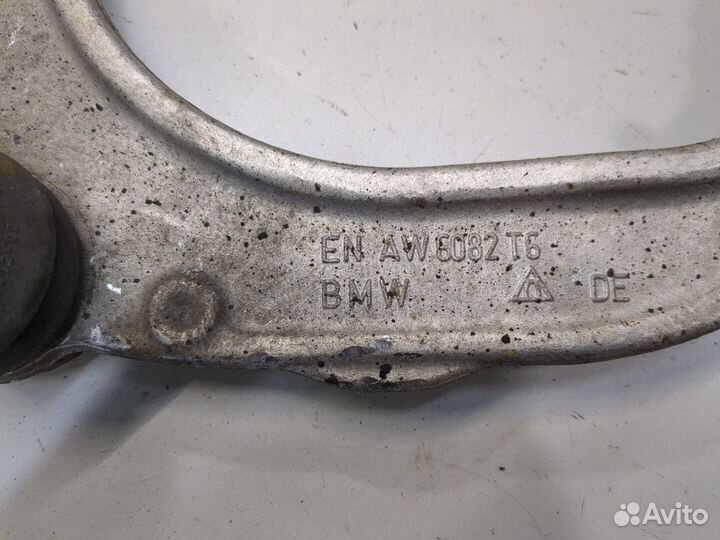 EN AW 6082 T6
BMW DE
Avito